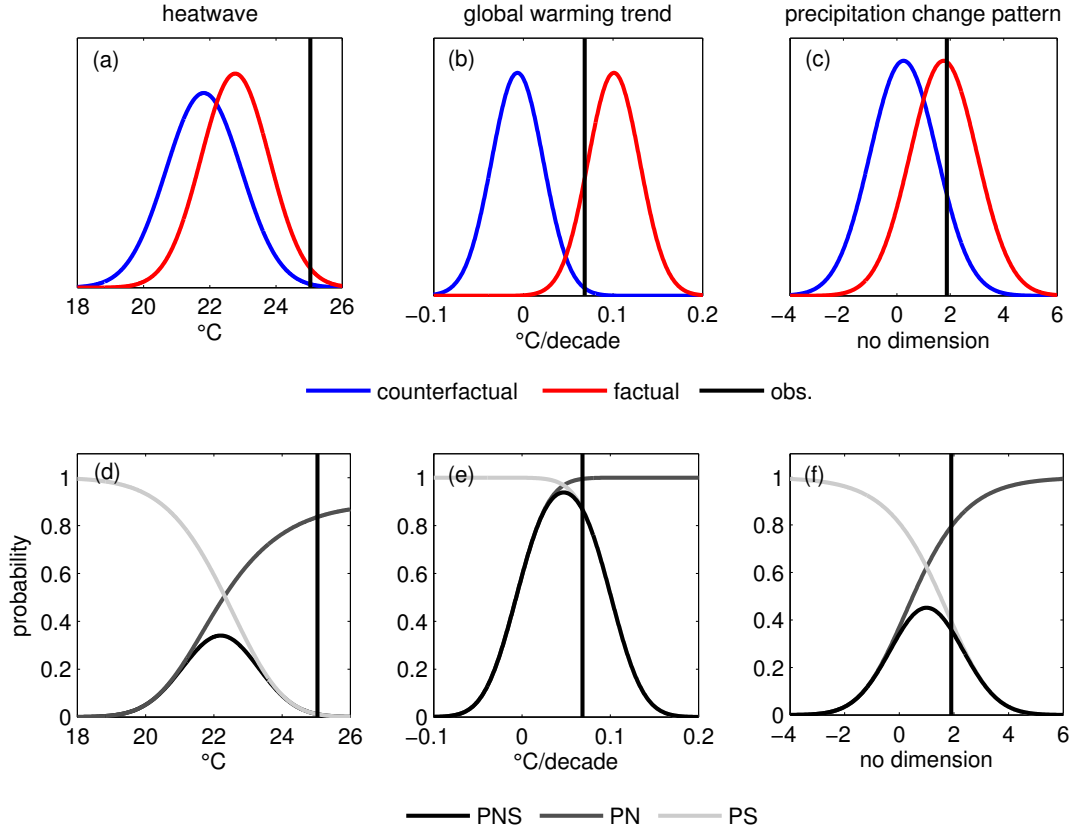 heatwave
global warming trend
precipitation change pattern
(a)
(b)
(c)
18 20 22 24 26
−0.1 0 0.1 0.2
−4 −2 0 2 4 6
°C
°C/decade
no dimension
counterfactual factual obs.
(d)
(e)
(f)
probability
1
0.8
0.6
0.4
0.2
0
1
0.8
0.6
0.4
0.2
0
1
0.8
0.6
0.4
0.2
0
18 20 22 24 26
−0.1 0 0.1 0.2
−4 −2 0 2 4 6
°C
°C/decade
no dimension
PNS PN PS